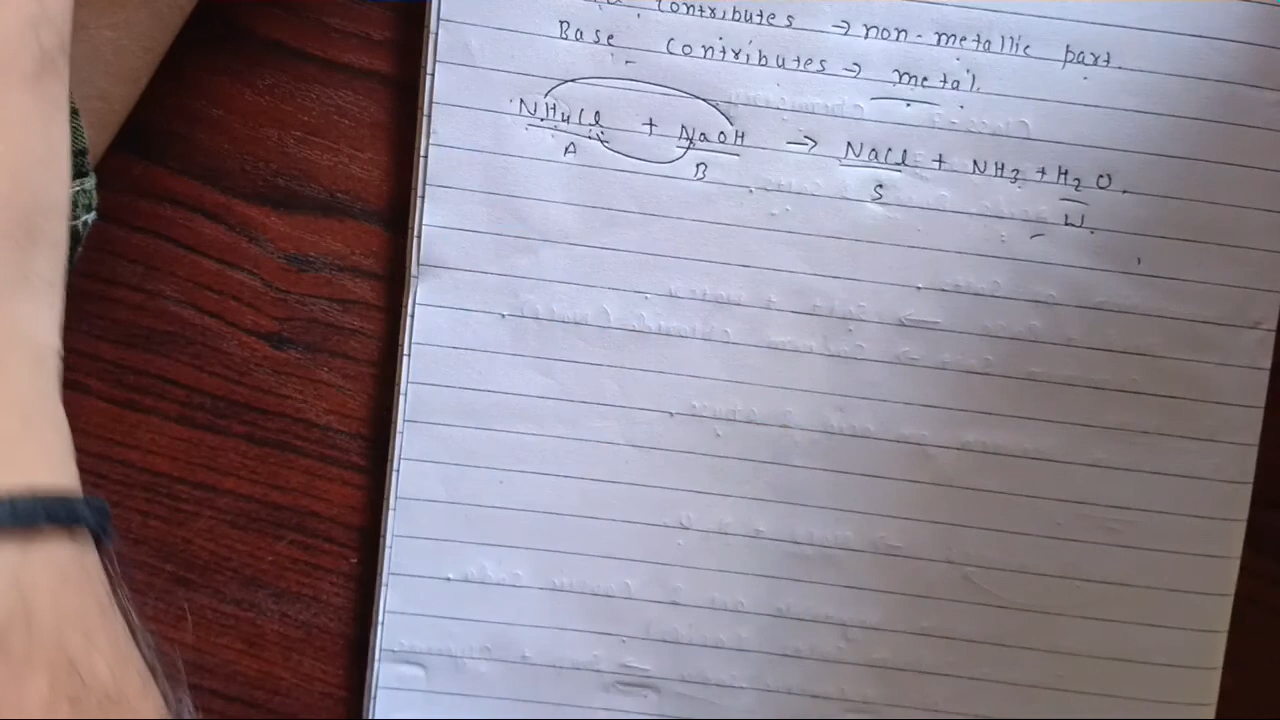 contributes → non-metallic part.
Base contributes → metal.
NH4Cl + NaOH → NaCl + NH3 + H2O.
A B S W.